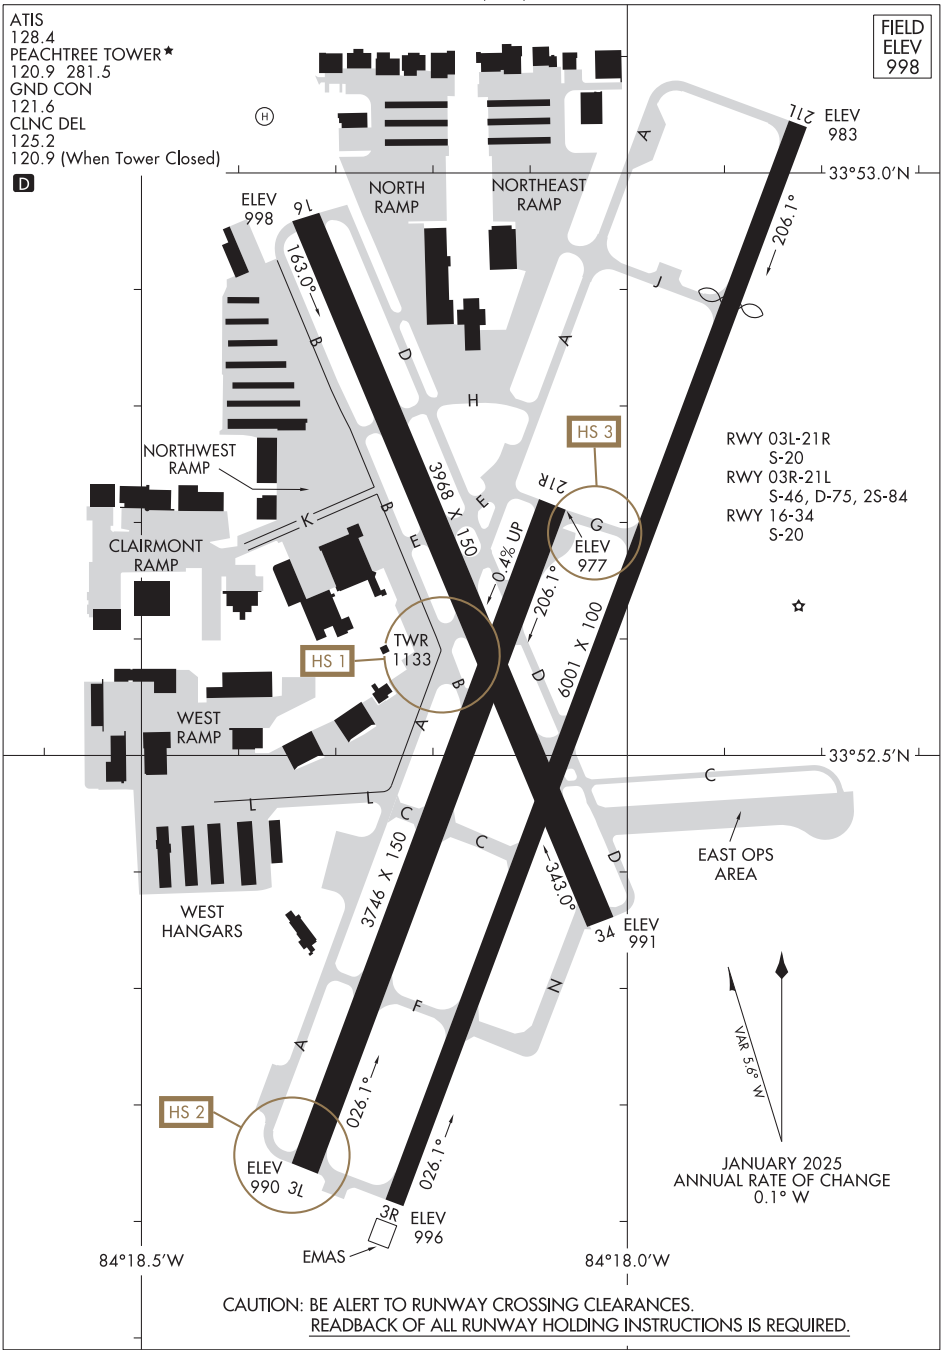 ATIS
128.4
PEACHTREE TOWER★
120.9 281.5
GND CON
121.6
CLNC DEL
125.2
120.9 (When Tower Closed)
D
H
FIELD
ELEV
998
21L
ELEV
983
33°53.0'N
A
NORTH
RAMP
NORTHEAST
RAMP
ELEV
998
16
163.0°
206.1°
J
B
D
A
H
HS 3
NORTHWEST
RAMP
3968 X 150
21R
RWY 03L-21R
S-20
RWY 03R-21L
S-46, D-75, 2S-84
RWY 16-34
S-20
K
B
E
E
G
ELEV
977
0.4% UP
206.1°
CLAIRMONT
RAMP
6001 X 100
HS 1
TWR
1133
B
D
A
WEST
RAMP
33°52.5'N
C
L
L
C
C
EAST OPS
AREA
3746 X 150
D
343.0°
WEST
HANGARS
34
ELEV
991
N
F
A
VAR 5.6° W
026.1°
026.1°
HS 2
ELEV
990
3L
JANUARY 2025
ANNUAL RATE OF CHANGE
0.1° W
3R
ELEV
996
EMAS
84°18.5'W
84°18.0'W
CAUTION: BE ALERT TO RUNWAY CROSSING CLEARANCES.
READBACK OF ALL RUNWAY HOLDING INSTRUCTIONS IS REQUIRED.